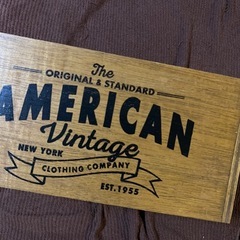 The
ORIGINAL & STANDARD
AMERICAN
Vintage
NEW YORK
CLOTHING COMPANY
EST.1955